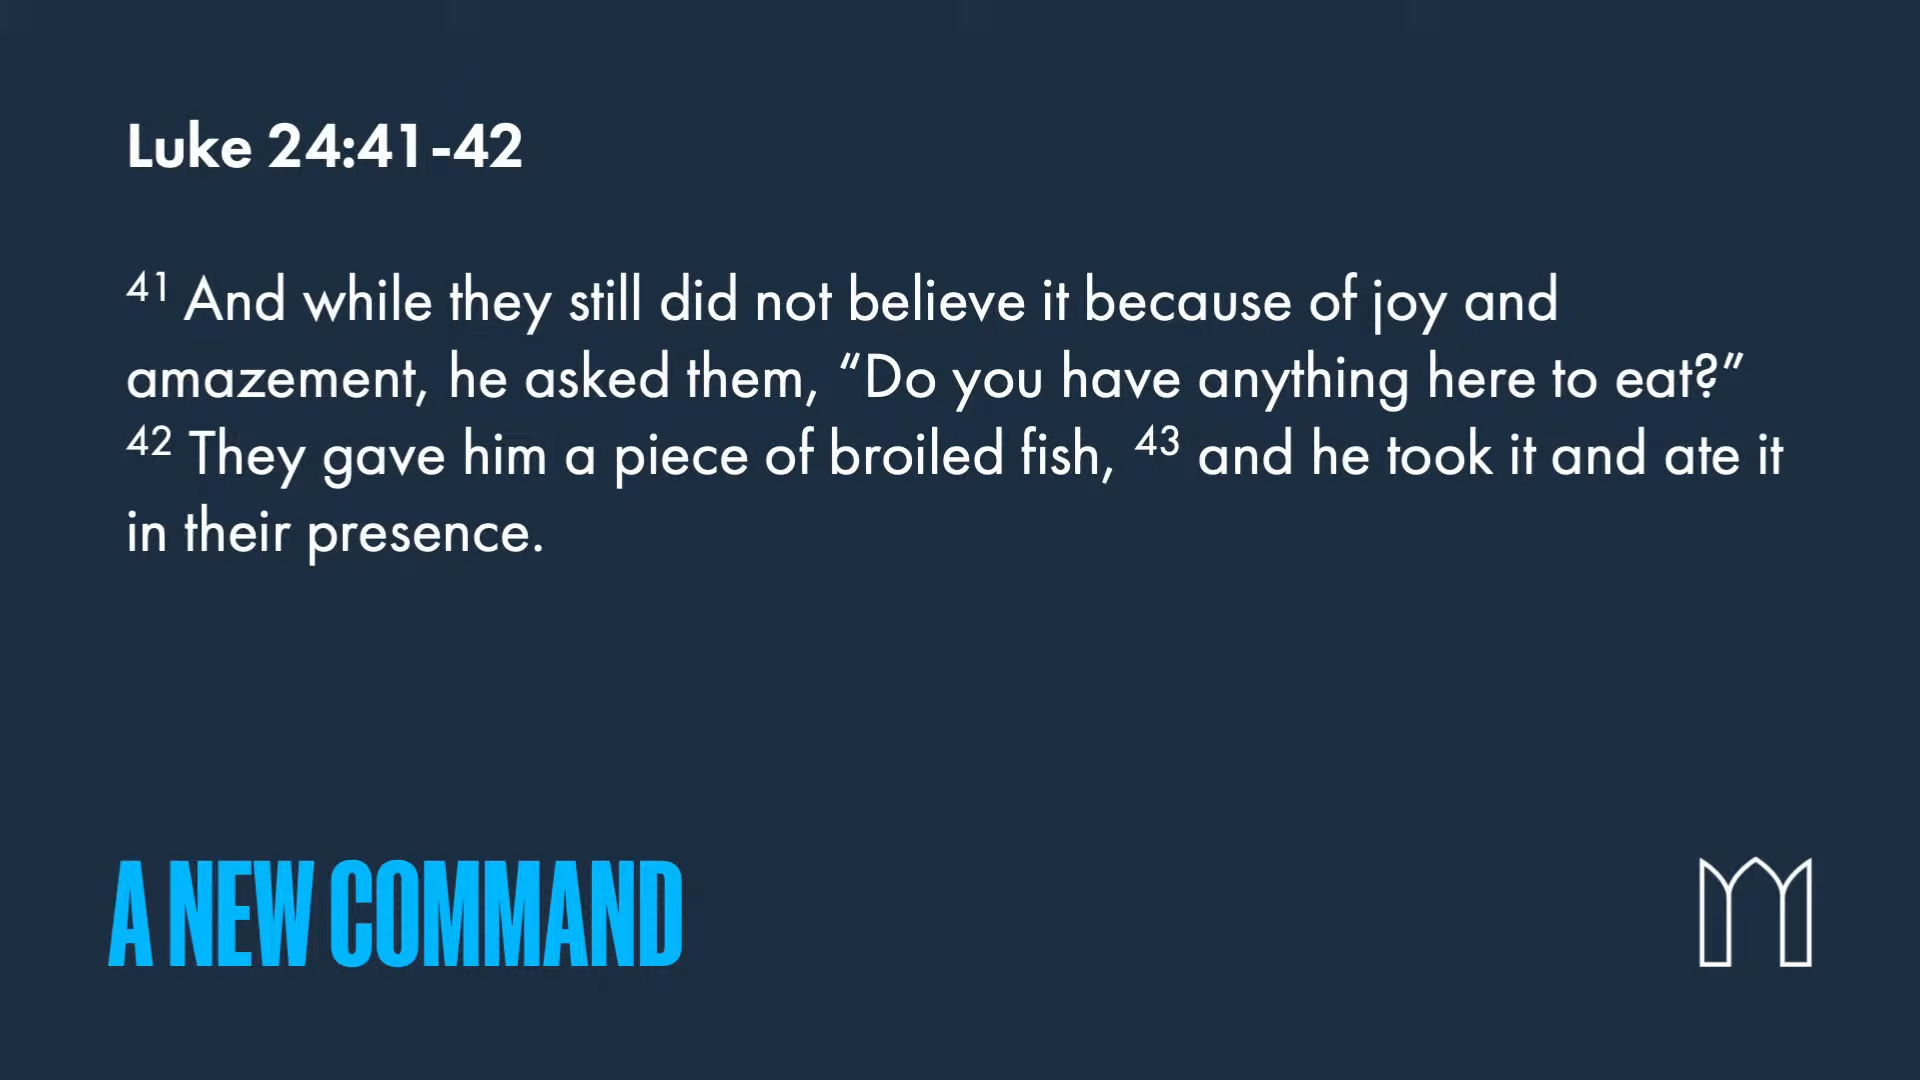 Luke 24:41-42
41 And while they still did not believe it because of joy and
amazement, he asked them, “Do you have anything here to eat?”
42 They gave him a piece of broiled fish, 43 and he took it and ate it
in their presence.
A NEW COMMAND